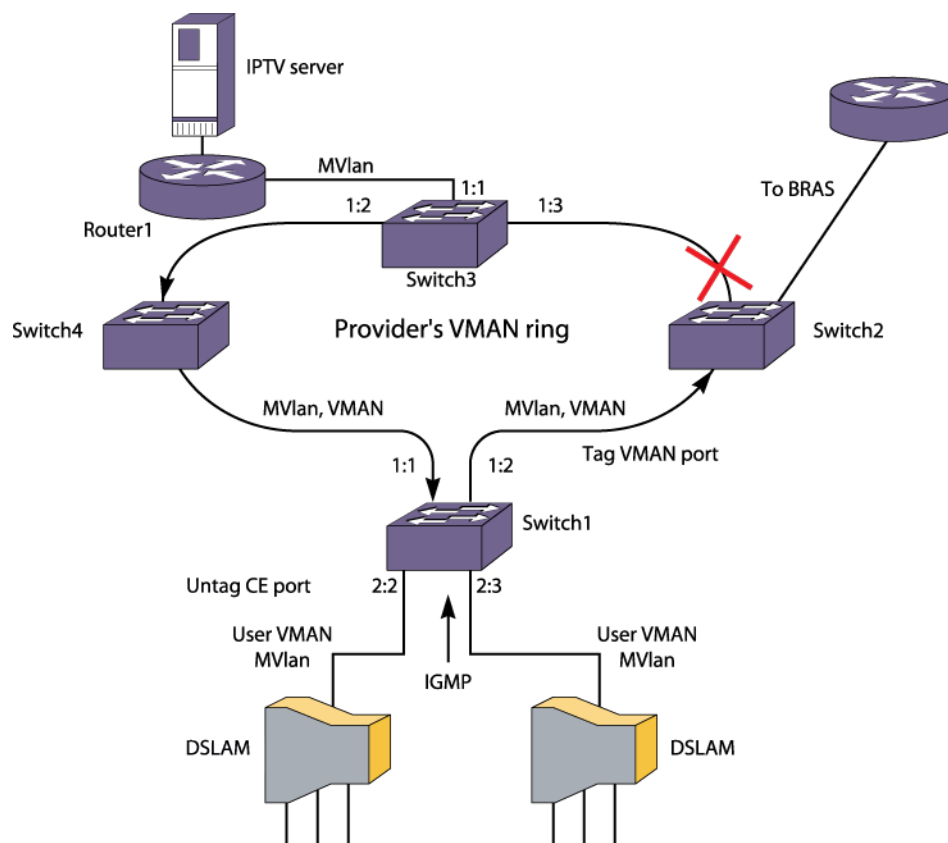 IPTV server
MVlan
1:1
To BRAS
1:2
1:3
Router1
Switch3
Switch4
Provider's VMAN ring
Switch2
MVlan, VMAN
MVlan, VMAN
Tag VMAN port
1:1
1:2
Switch1
Untag CE port
2:2
2:3
User VMAN
MVlan
IGMP
User VMAN
MVlan
DSLAM
DSLAM